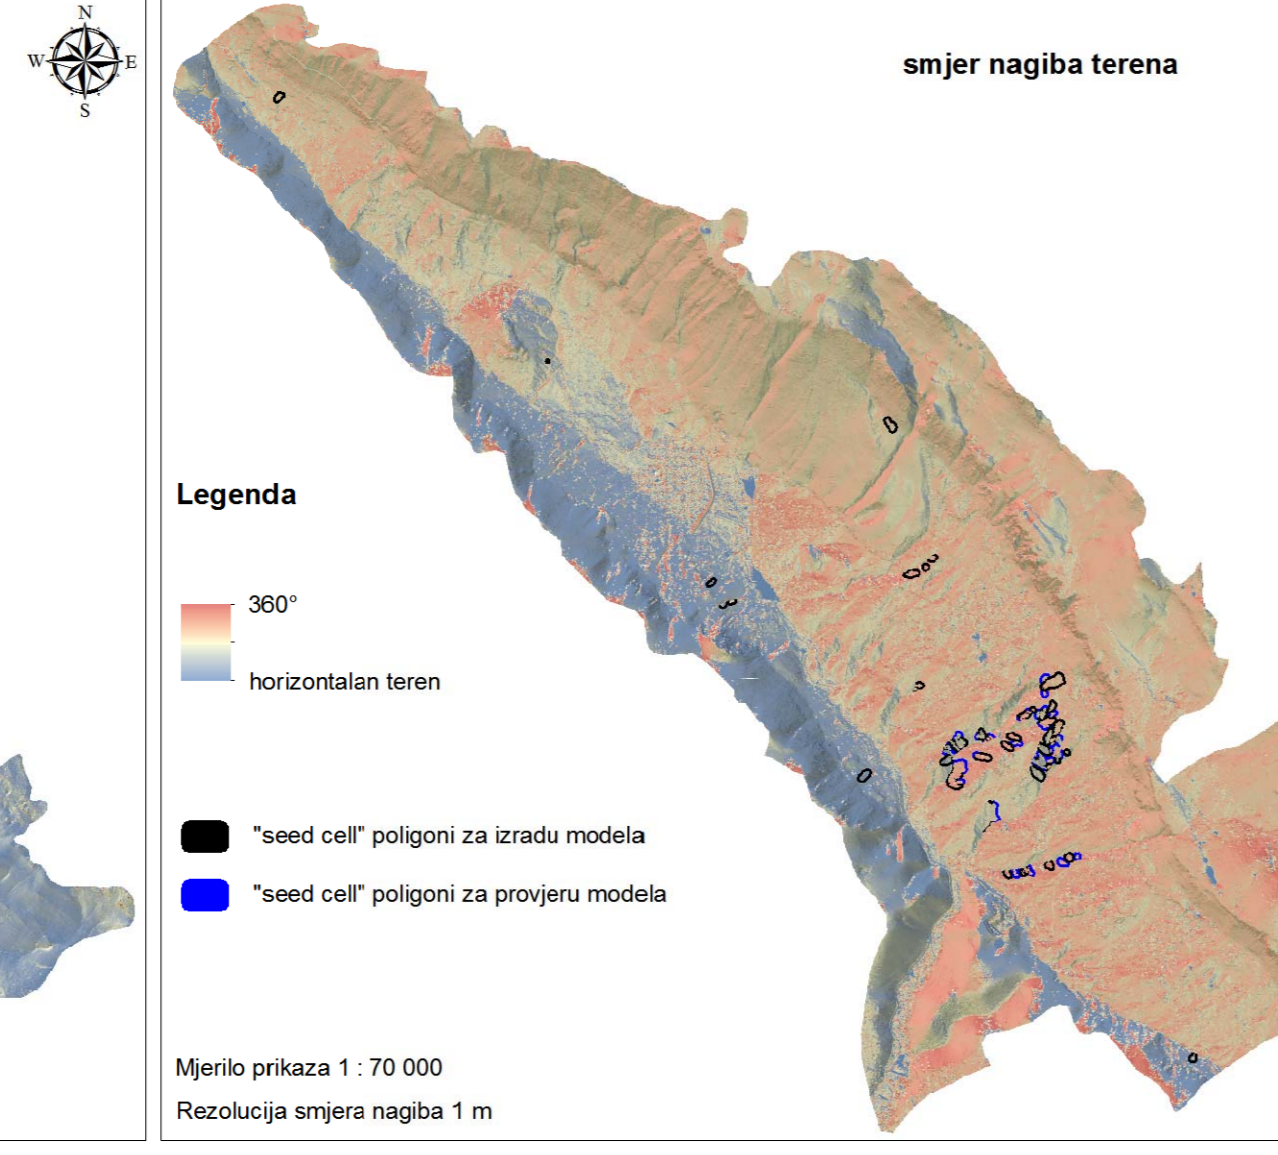 N
W E
S
smjer nagiba terena
Legenda
360°
horizontalan teren
"seed cell" poligoni za izradu modela
"seed cell" poligoni za provjeru modela
Mjerilo prikaza 1 : 70 000
Rezolucija smjera nagiba 1 m